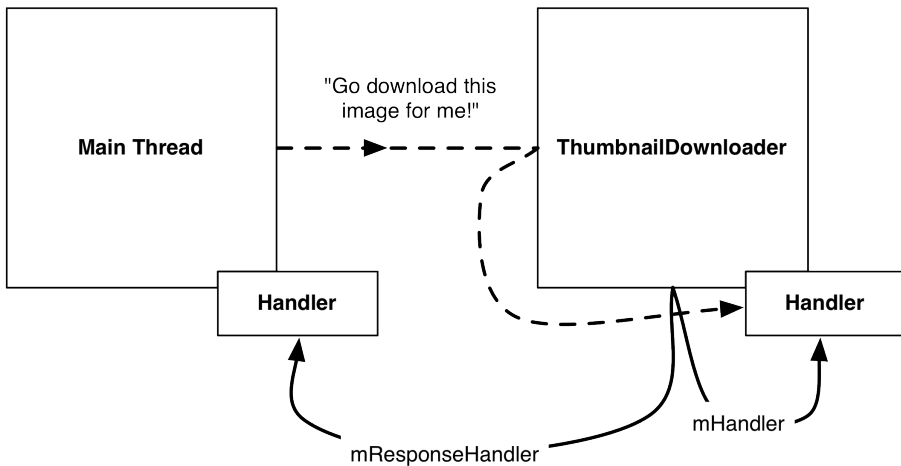 "Go download this
image for me!"
Main Thread
ThumbnailDownloader
Handler
Handler
mHandler
mResponseHandler